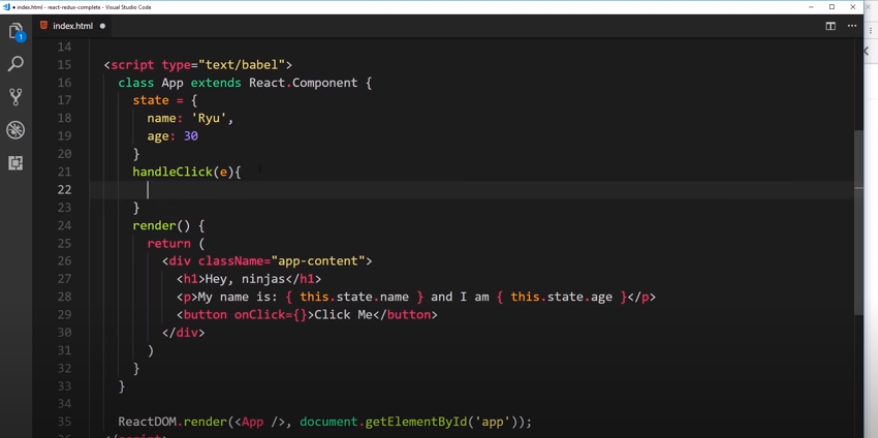 ● index.html - react-redux-complete - Visual Studio Code
index.html ●
1
14
15 <script type="text/babel">
16 class App extends React.Component {
17 state = {
18 name: 'Ryu',
19 age: 30
20 }
21 handleClick(e){
22
23 }
24 render() {
25 return (
26 <div className="app-content">
27 <h1>Hey, ninjas</h1>
28 <p>My name is: { this.state.name } and I am { this.state.age }</p>
29 <button onClick={}>Click Me</button>
30 </div>
31 )
32 }
33 }
34
35 ReactDOM.render(<App />, document.getElementById('app'));
36 </script>